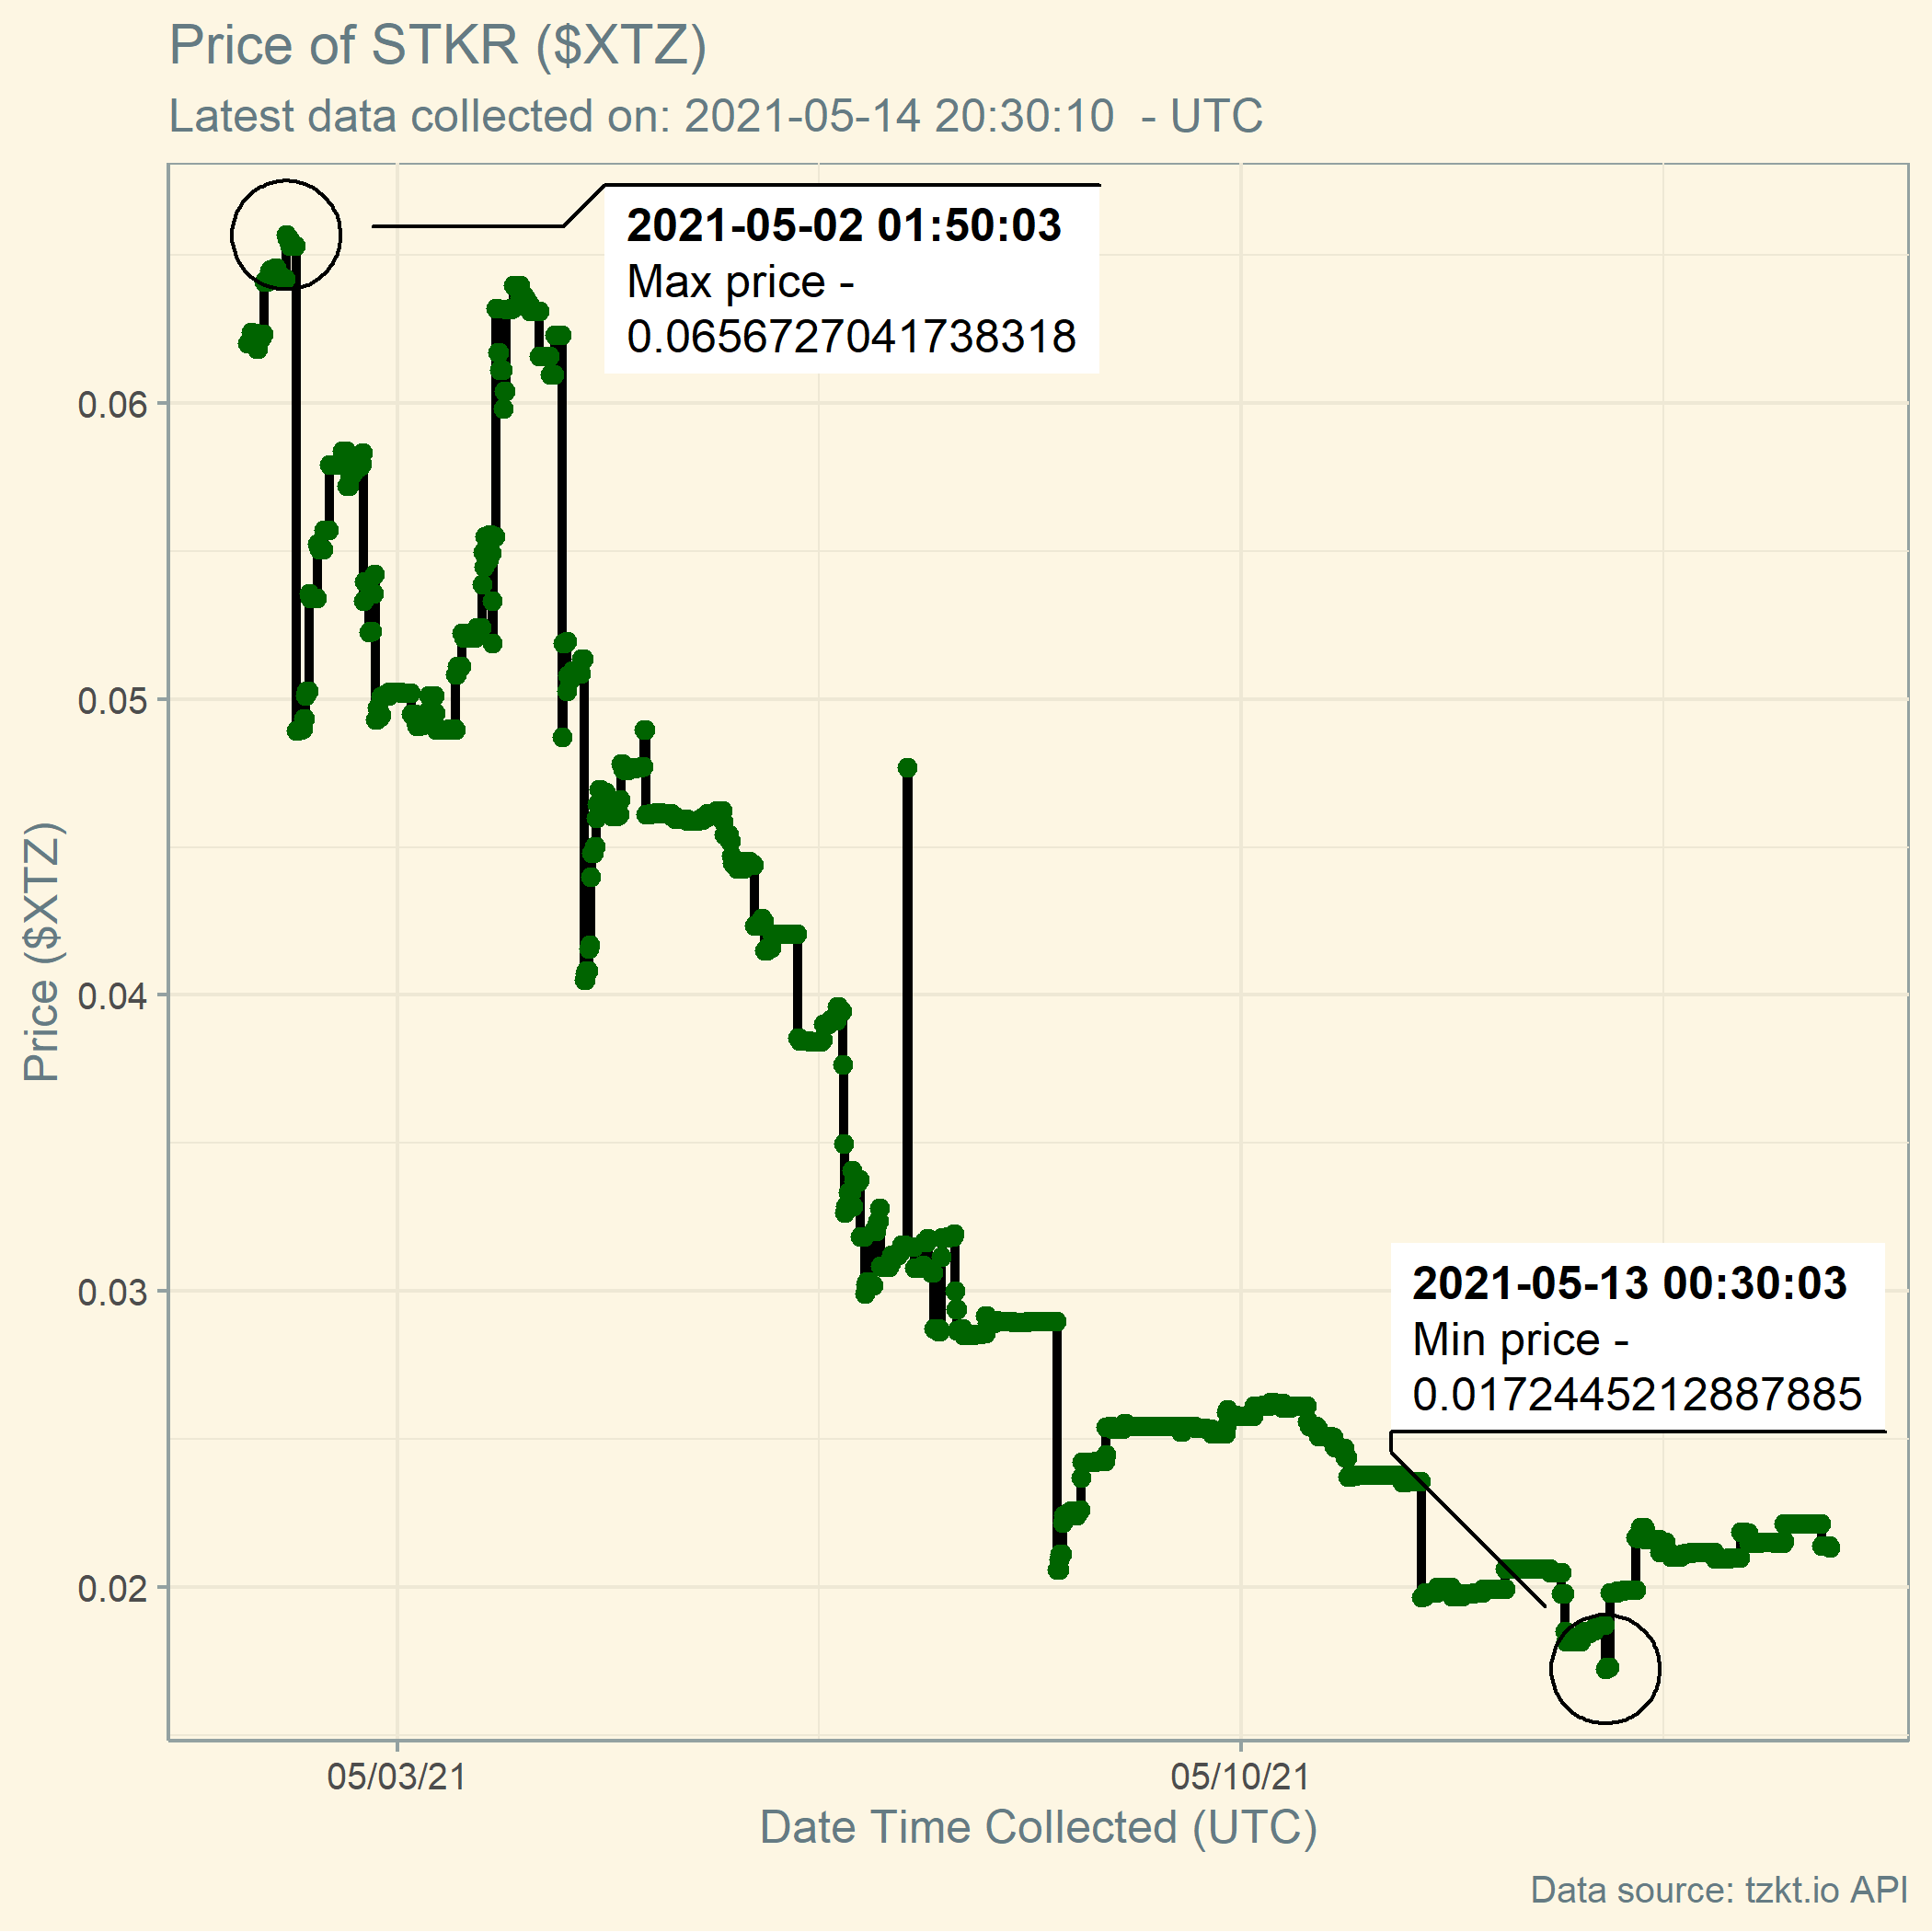 Price of STKR ($XTZ)
Latest data collected on: 2021-05-14 20:30:10  - UTC
2021-05-02 01:50:03
Max price -
0.0656727041738318
0.06
0.05
0.04
0.03
0.02
Price ($XTZ)
2021-05-13 00:30:03
Min price -
0.0172445212887885
05/03/21
05/10/21
Date Time Collected (UTC)
Data source: tzkt.io API